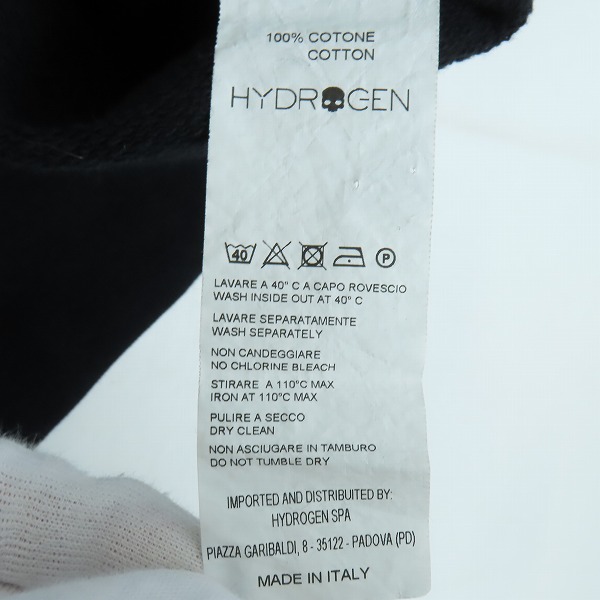 100% COTONE
COTTON
HYDROGEN
40 P
LAVARE A 40° C A CAPO ROVESCIO
WASH INSIDE OUT AT 40° C
LAVARE SEPARATAMENTE
WASH SEPARATELY
NON CANDEGGIARE
NO CHLORINE BLEACH
STIRARE A 110°C MAX
IRON AT 110°C MAX
PULIRE A SECCO
DRY CLEAN
NON ASCIUGARE IN TAMBURO
DO NOT TUMBLE DRY
IMPORTED AND DISTRIBUTED BY:
HYDROGEN SPA
PIAZZA GARIBALDI, 8 - 35122 - PADOVA (PD)
MADE IN ITALY